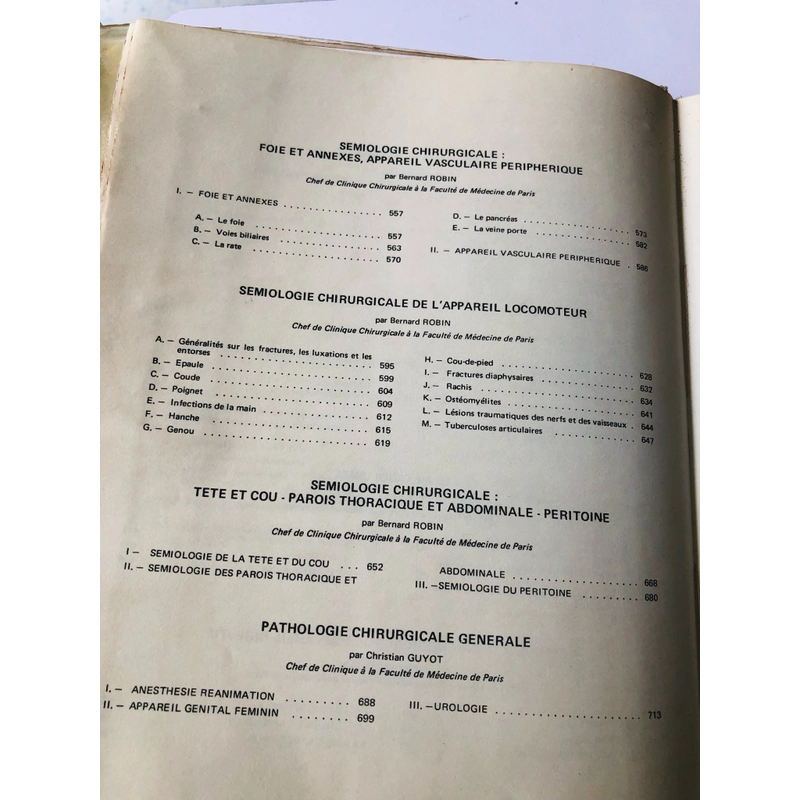 SEMIOLOGIE CHIRURGICALE :
FOIE ET ANNEXES, APPAREIL VASCULAIRE PERIPHERIQUE
par Bernard ROBIN
Chef de Clinique Chirurgicale à la Faculté de Médecine de Paris
I. — FOIE ET ANNEXES . . . . . . . . . . . . . . . . 557
A. — Le foie . . . . . . . . . . . . . . . . . . . . . . 557
B. — Voies biliaires . . . . . . . . . . . . . . . . . . 563
C. — La rate . . . . . . . . . . . . . . . . . . . . . . 570
D. — Le pancréas . . . . . . . . . . . . . . . . . . 573
E. — La veine porte . . . . . . . . . . . . . . . . 582
II. — APPAREIL VASCULAIRE PERIPHERIQUE . 586
SEMIOLOGIE CHIRURGICALE DE L'APPAREIL LOCOMOTEUR
par Bernard ROBIN
Chef de Clinique Chirurgicale à la Faculté de Médecine de Paris
A. — Généralités sur les fractures, les luxations et les
entorses . . . . . . . . . . . . . . . . . . . . . . 595
B. — Epaule . . . . . . . . . . . . . . . . . . . . . . 599
C. — Coude . . . . . . . . . . . . . . . . . . . . . . 604
D. — Poignet . . . . . . . . . . . . . . . . . . . . . . 609
E. — Infections de la main . . . . . . . . . . . . . . 612
F. — Hanche . . . . . . . . . . . . . . . . . . . . . . 615
G. — Genou . . . . . . . . . . . . . . . . . . . . . . 619
H. — Cou-de-pied . . . . . . . . . . . . . . . . . . 628
I. — Fractures diaphysaires . . . . . . . . . . . . . . 632
J. — Rachis . . . . . . . . . . . . . . . . . . . . . . 634
K. — Ostéomyélites . . . . . . . . . . . . . . . . . . 641
L. — Lésions traumatiques des nerfs et des vaisseaux . 644
M. — Tuberculoses articulaires . . . . . . . . . . . . 647
SEMIOLOGIE CHIRURGICALE :
TETE ET COU - PAROIS THORACIQUE ET ABDOMINALE - PERITOINE
par Bernard ROBIN
Chef de Clinique Chirurgicale à la Faculté de Médecine de Paris
I — SEMIOLOGIE DE LA TETE ET DU COU . . . 652
II. — SEMIOLOGIE DES PAROIS THORACIQUE ET
ABDOMINALE . . . . . . . . . . . . . . . . . . 668
III. —SEMIOLOGIE DU PERITOINE . . . . . . . . . 680
PATHOLOGIE CHIRURGICALE GENERALE
par Christian GUYOT
Chef de Clinique à la Faculté de Médecine de Paris
I. — ANESTHESIE REANIMATION . . . . . . . . . 688
II. — APPAREIL GENITAL FEMININ . . . . . . . . 699
III. —UROLOGIE . . . . . . . . . . . . . . . . . . . . 713